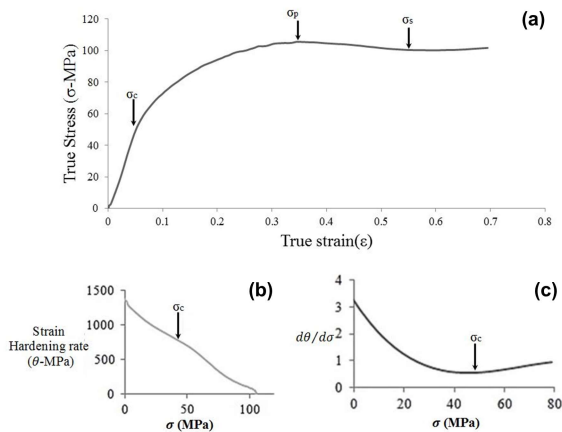 (a)
σp
σs
σc
120
100
80
60
40
20
0
0 0.1 0.2 0.3 0.4 0.5 0.6 0.7 0.8
True Stress (σ-MPa)
True strain(ε)
(b)
σc
1500
1000
500
0
0 50 100
Strain
Hardening rate
(θ-MPa)
σ (MPa)
(c)
σc
4
3
2
1
0
0 20 40 60 80
dθ/dσ
σ (MPa)